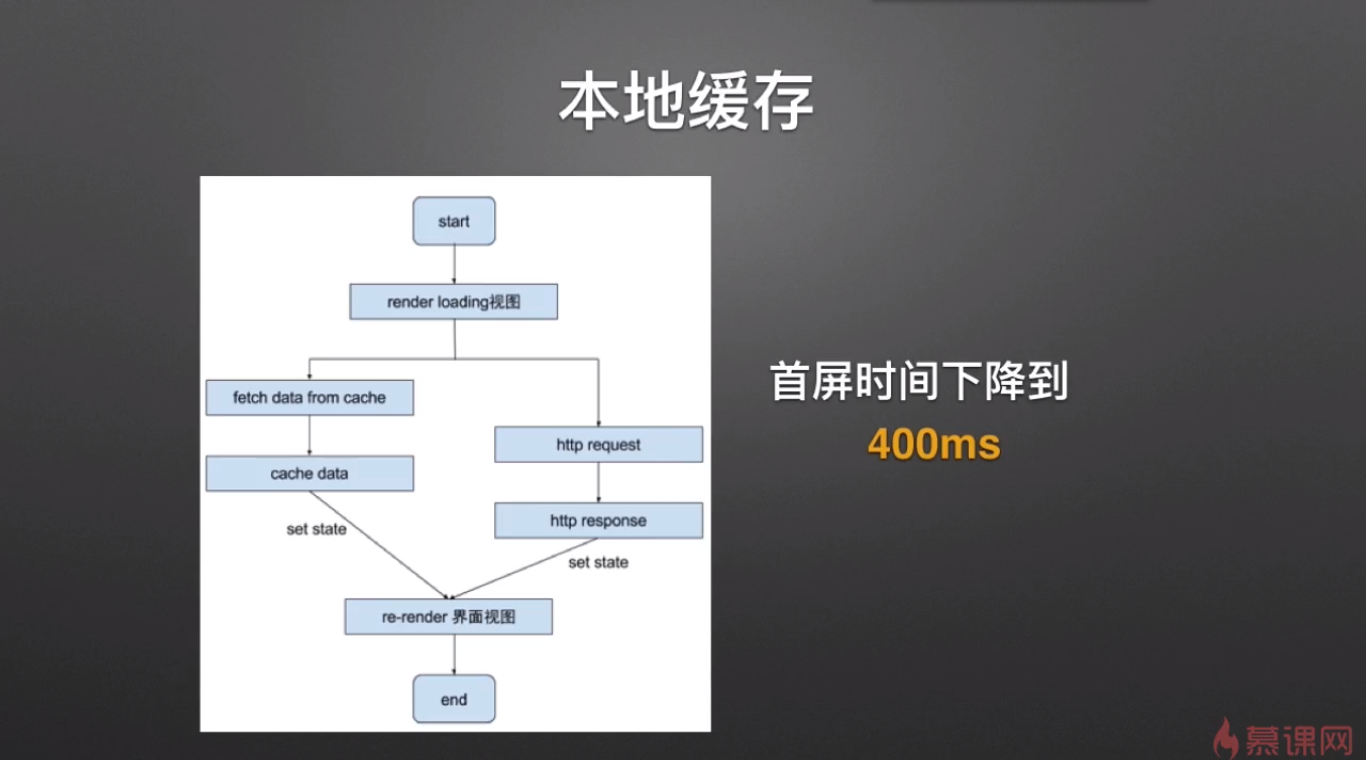 本地缓存
start
render loading视图
fetch data from cache
http request
cache data
http response
set state
set state
re-render 界面视图
end
首屏时间下降到
400ms
慕课网